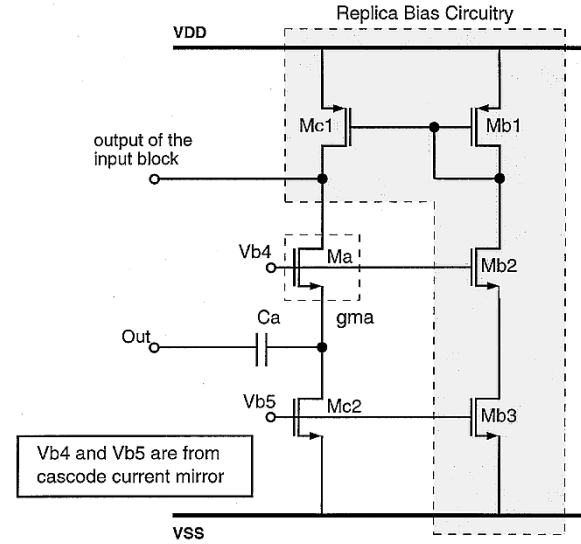 Replica Bias Circuitry
VDD
Mc1
Mb1
output of the
input block
Vb4
Ma
Mb2
Ca
gma
Out
Vb5
Mc2
Mb3
Vb4 and Vb5 are from
cascode current mirror
VSS